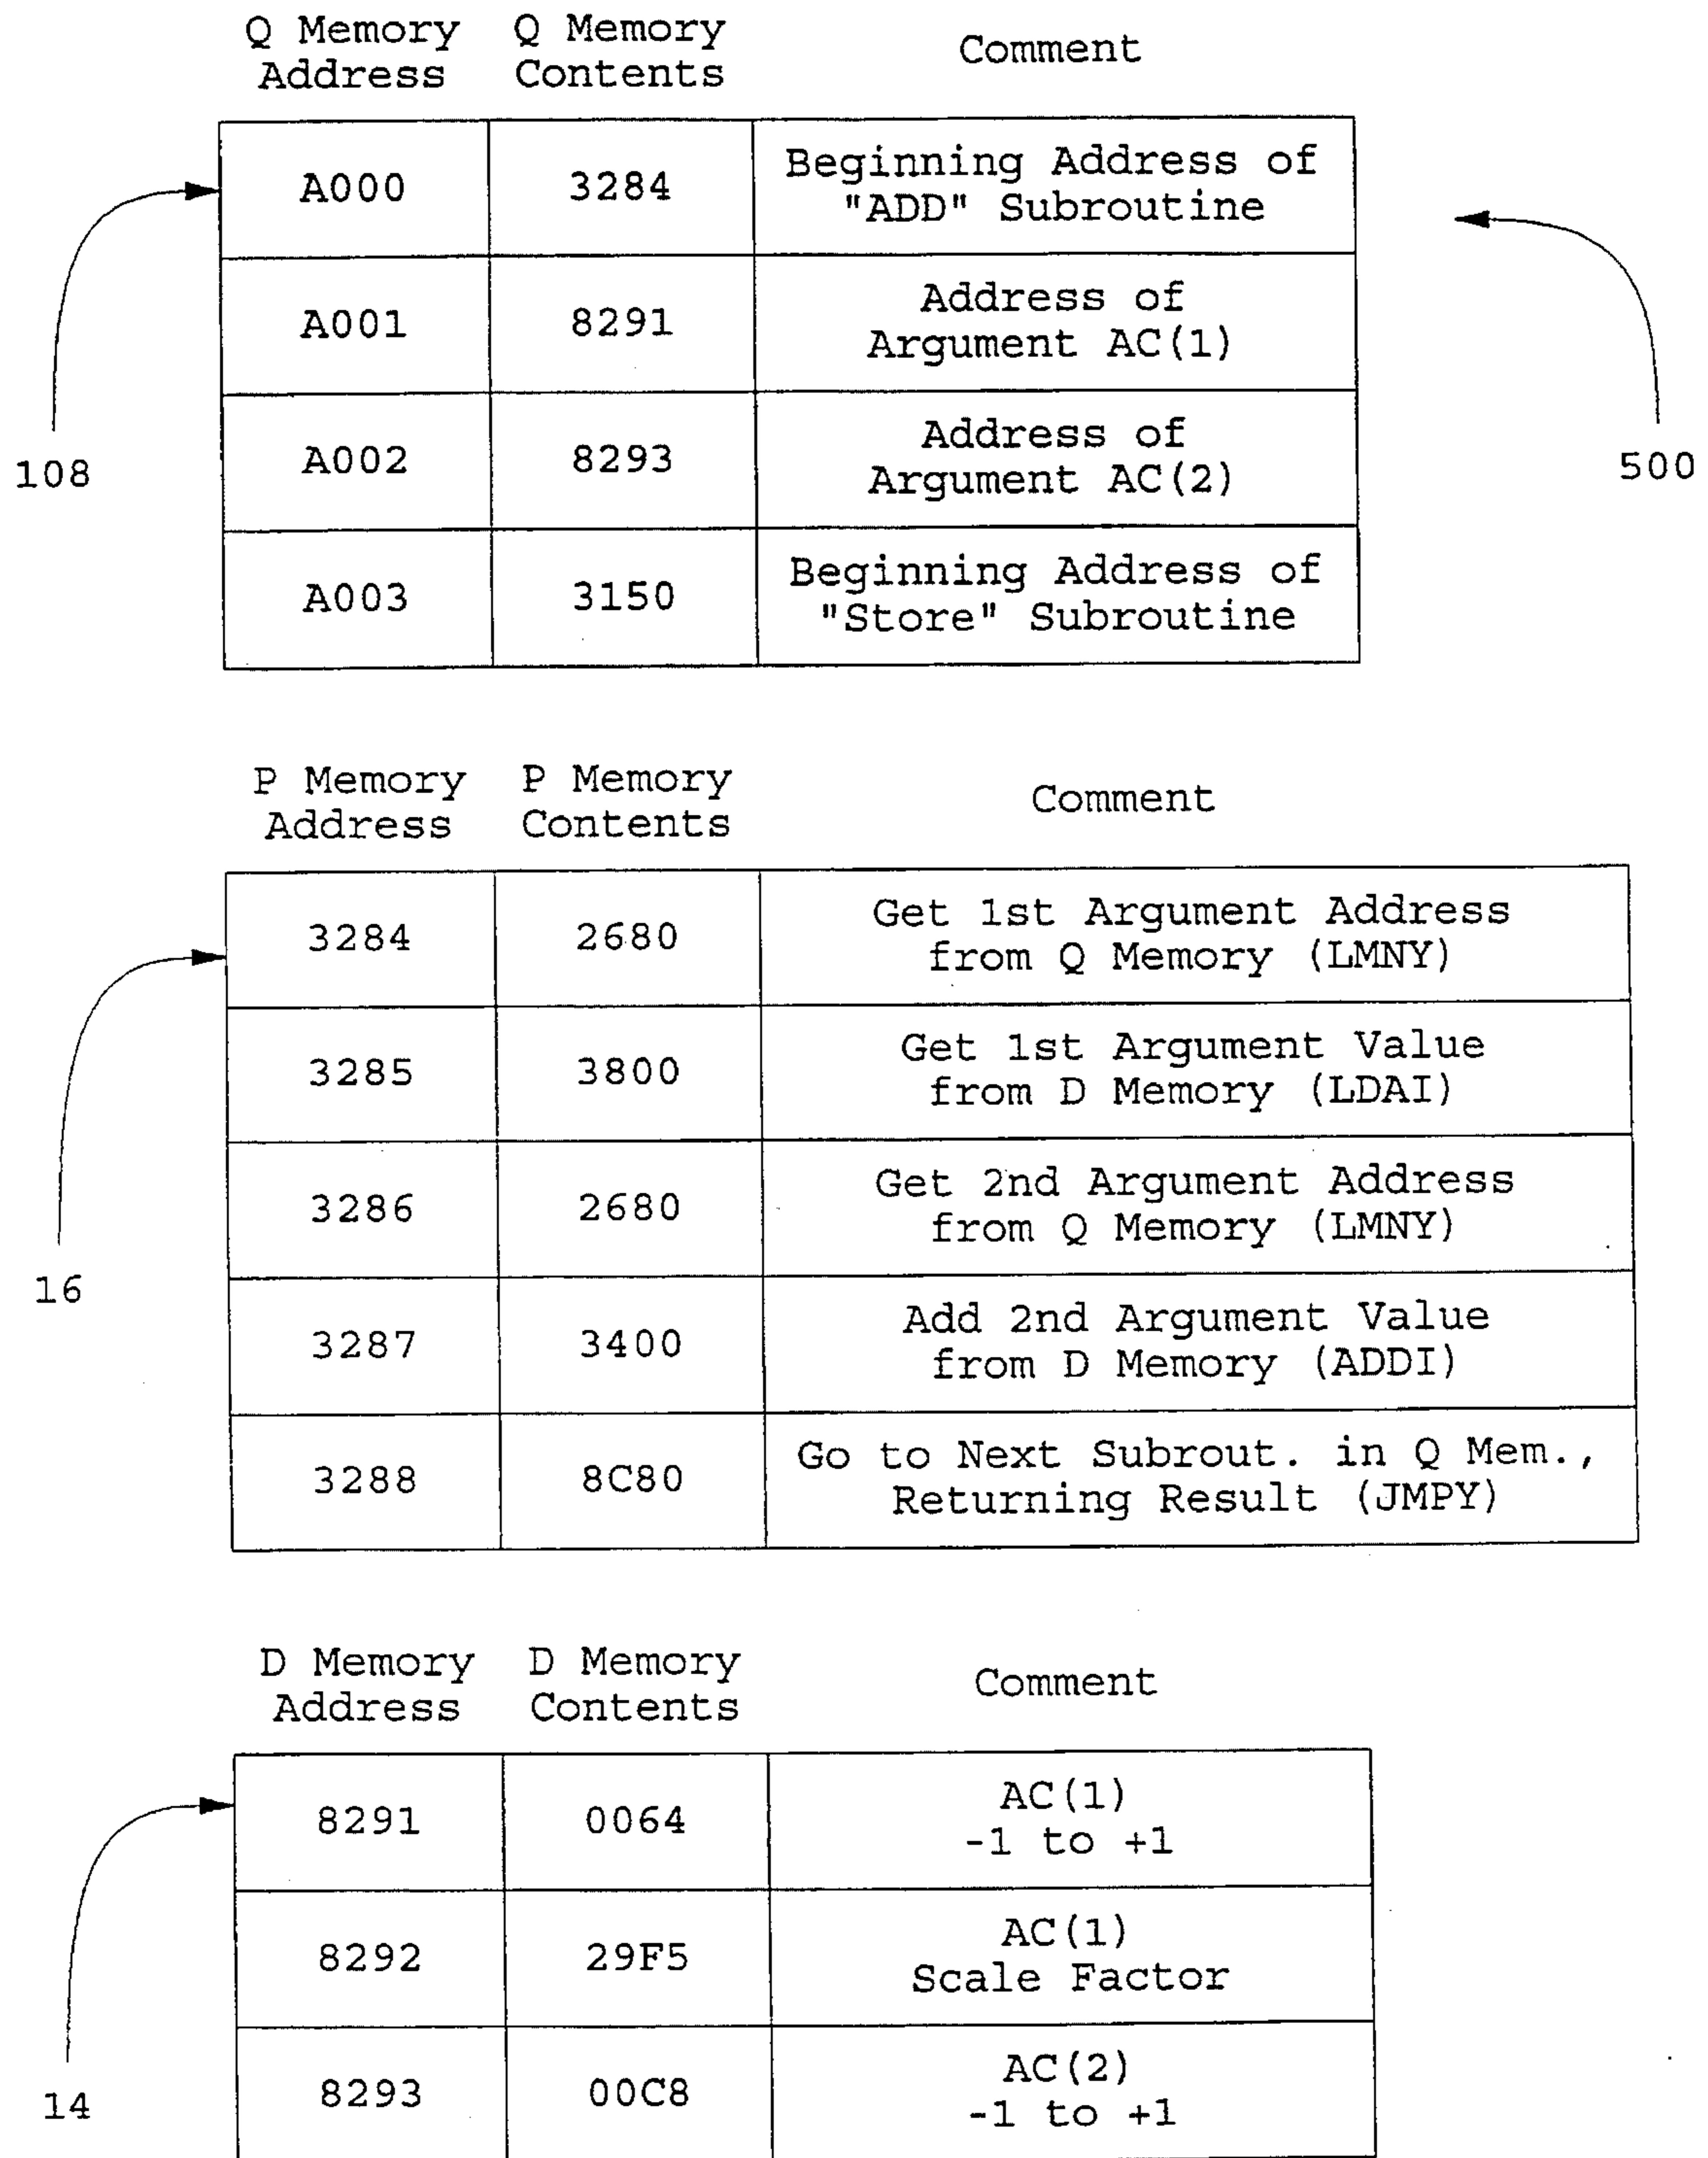 Q Memory Address Q Memory Contents Comment
A000 3284 Beginning Address of "ADD" Subroutine
A001 8291 Address of Argument AC(1)
A002 8293 Address of Argument AC(2)
A003 3150 Beginning Address of "Store" Subroutine
108
500
P Memory Address P Memory Contents Comment
3284 2680 Get 1st Argument Address from Q Memory (LMNY)
3285 3800 Get 1st Argument Value from D Memory (LDAI)
3286 2680 Get 2nd Argument Address from Q Memory (LMNY)
3287 3400 Add 2nd Argument Value from D Memory (ADDI)
3288 8C80 Go to Next Subrout. in Q Mem., Returning Result (JMPY)
16
D Memory Address D Memory Contents Comment
8291 0064 AC(1) -1 to +1
8292 29F5 AC(1) Scale Factor
8293 00C8 AC(2) -1 to +1
14